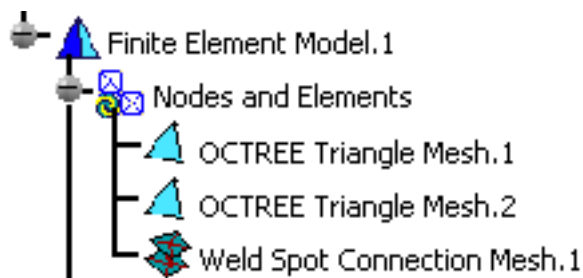 Finite Element Model.1
Nodes and Elements
OCTREE Triangle Mesh.1
OCTREE Triangle Mesh.2
Weld Spot Connection Mesh.1